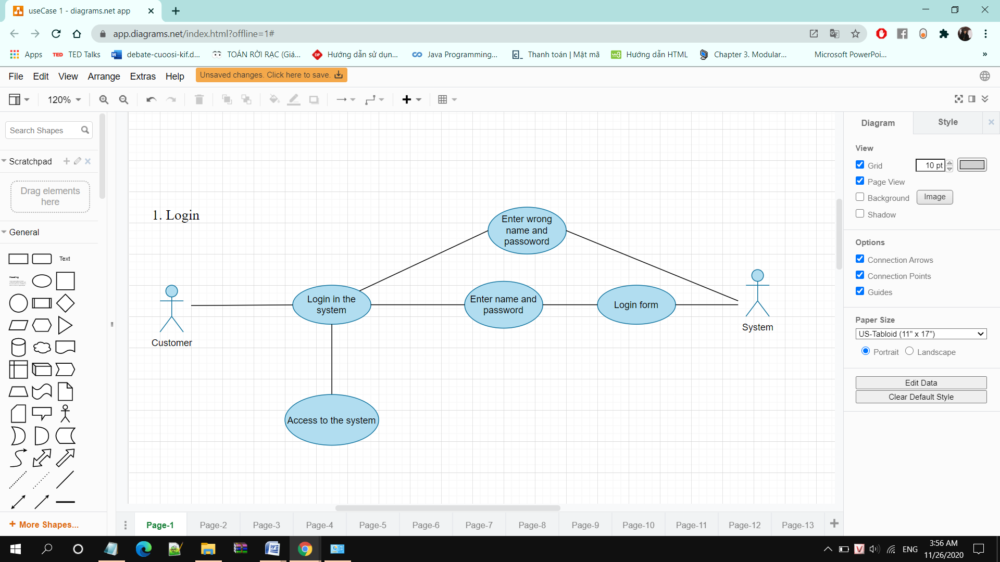 useCase 1 - diagrams.net app
app.diagrams.net/index.html?offline=1#
Apps
TED TED Talks
debate-cuoosi-kif.d...
TOÁN RỜI RẠC (Giá...
Hướng dẫn sử dụn...
Java Programming...
Thanh toán | Mật mã
Hướng dẫn HTML
Chapter 3. Modular...
Microsoft PowerPoi...
»
File Edit View Arrange Extras Help
Unsaved changes. Click here to save.
120%
Search Shapes
Scratchpad
Drag elements
here
General
Text
Heading
+ More Shapes...
1. Login
Enter wrong
name and
passoword
Login in the
system
Enter name and
password
Login form
Customer
System
Access to the system
Diagram
Style
View
Grid
10 pt
Page View
Background
Image
Shadow
Options
Connection Arrows
Connection Points
Guides
Paper Size
US-Tabloid (11" x 17")
Portrait
Landscape
Edit Data
Clear Default Style
Page-1
Page-2
Page-3
Page-4
Page-5
Page-6
Page-7
Page-8
Page-9
Page-10
Page-11
Page-12
Page-13
ENG
3:56 AM
11/26/2020